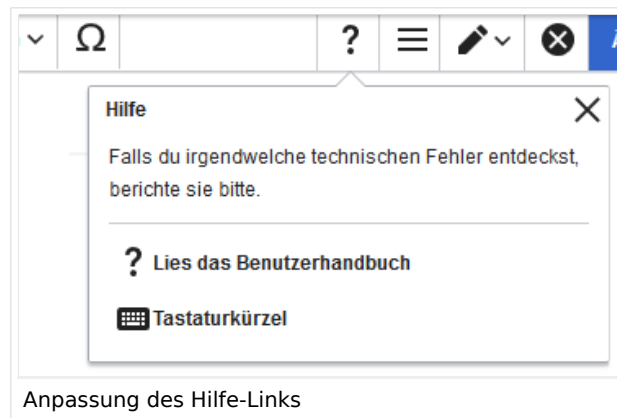 Ω ?
Hilfe
Falls du irgendwelche technischen Fehler entdeckst,
berichte sie bitte.
? Lies das Benutzerhandbuch
Tastaturkürzel
Anpassung des Hilfe-Links